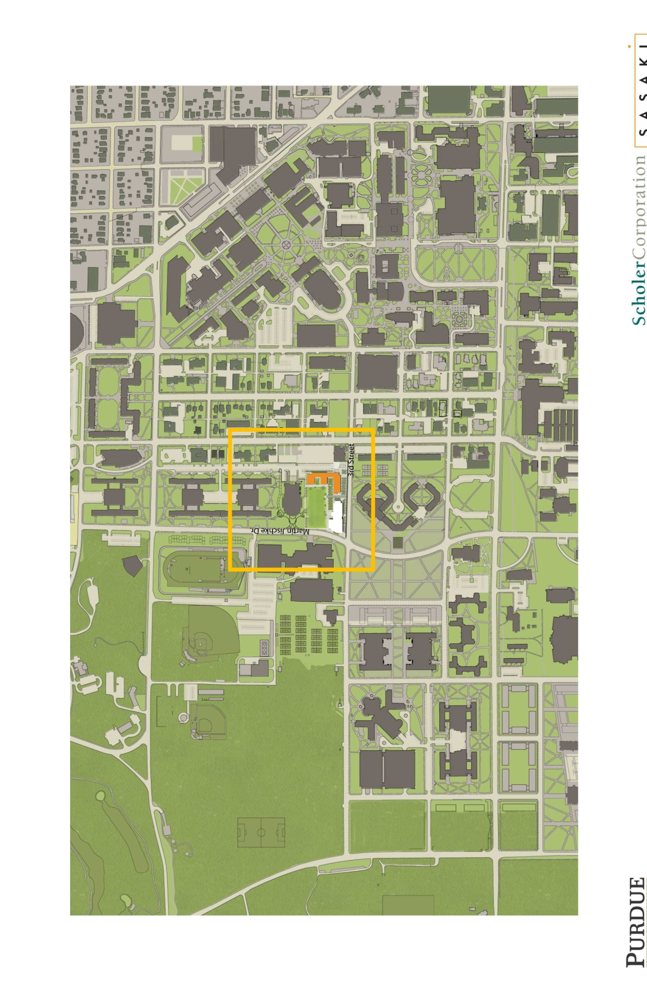 3rd Street
Martin Jischke Dr.
PURDUE
ScholerCorporation
SASAKI